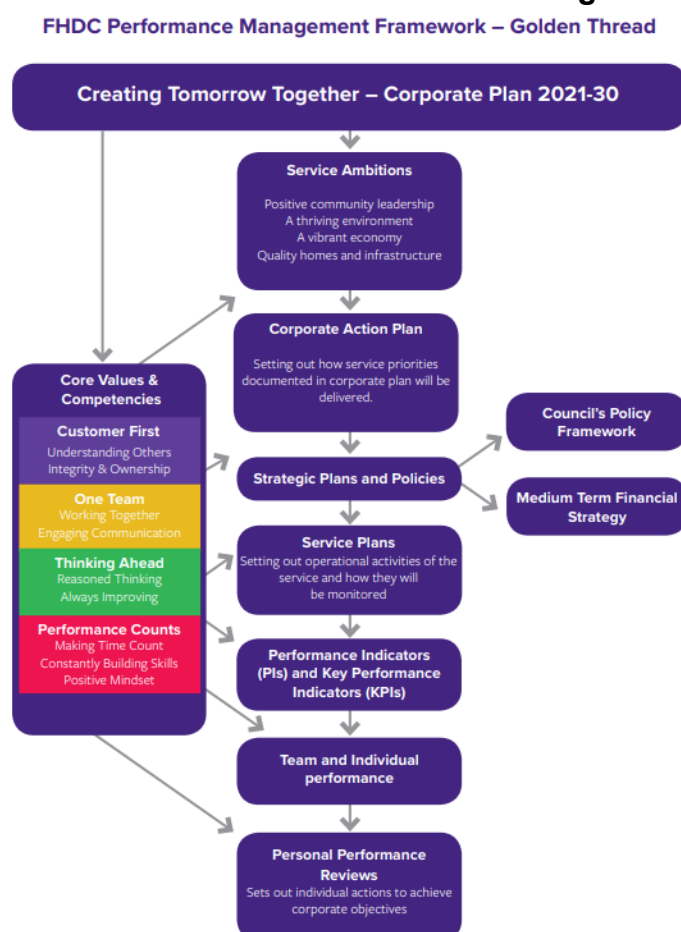 FHDC Performance Management Framework – Golden Thread
Creating Tomorrow Together – Corporate Plan 2021-30
Service Ambitions
Positive community leadership
A thriving environment
A vibrant economy
Quality homes and infrastructure
Corporate Action Plan
Setting out how service priorities
documented in corporate plan will be
delivered.
Core Values &
Competencies
Customer First
Understanding Others
Integrity & Ownership
One Team
Working Together
Engaging Communication
Thinking Ahead
Reasoned Thinking
Always Improving
Performance Counts
Making Time Count
Constantly Building Skills
Positive Mindset
Strategic Plans and Policies
Council's Policy
Framework
Medium Term Financial
Strategy
Service Plans
Setting out operational activities of the
service and how they will
be monitored
Performance Indicators
(PIs) and Key Performance
Indicators (KPIs)
Team and Individual
performance
Personal Performance
Reviews
Sets out individual actions to achieve
corporate objectives